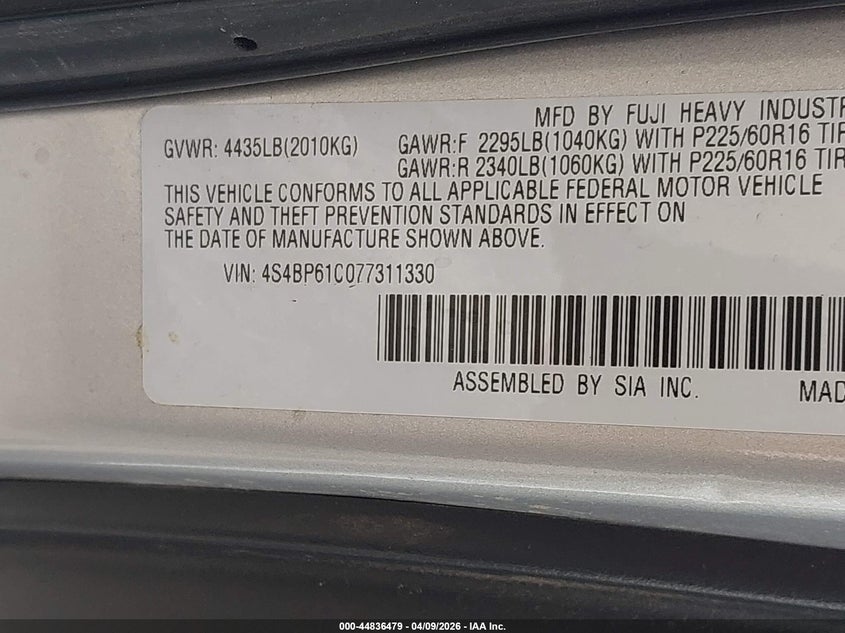 MFD BY FUJI HEAVY INDUSTR
GVWR: 4435LB(2010KG) GAWR:F 2295LB(1040KG) WITH P225/60R16 TIR
GAWR:R 2340LB(1060KG) WITH P225/60R16 TIR
THIS VEHICLE CONFORMS TO ALL APPLICABLE FEDERAL MOTOR VEHICLE
SAFETY AND THEFT PREVENTION STANDARDS IN EFFECT ON
THE DATE OF MANUFACTURE SHOWN ABOVE.
VIN: 4S4BP61C077311330
ASSEMBLED BY SIA INC. MAD
000-44836479 - 04/09/2026 - IAA Inc.